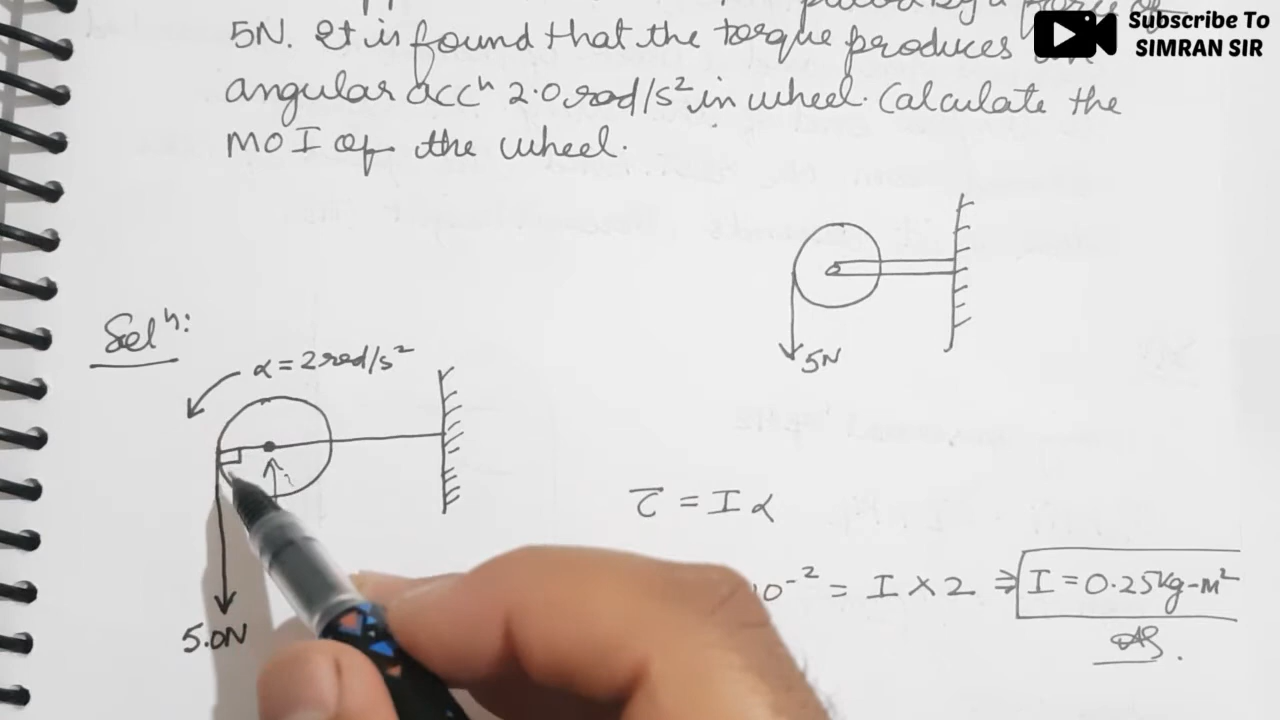 Subscribe To
SIMRAN SIR
5N. It is found that the torque produces
angular accⁿ 2.0 rad/s² in wheel. Calculate the
MOI of the wheel.
5N
Solⁿ:
α = 2 rad/s²
5.0N
τ = I α
10⁻² = I × 2 ⇒ I = 0.25 kg-m²